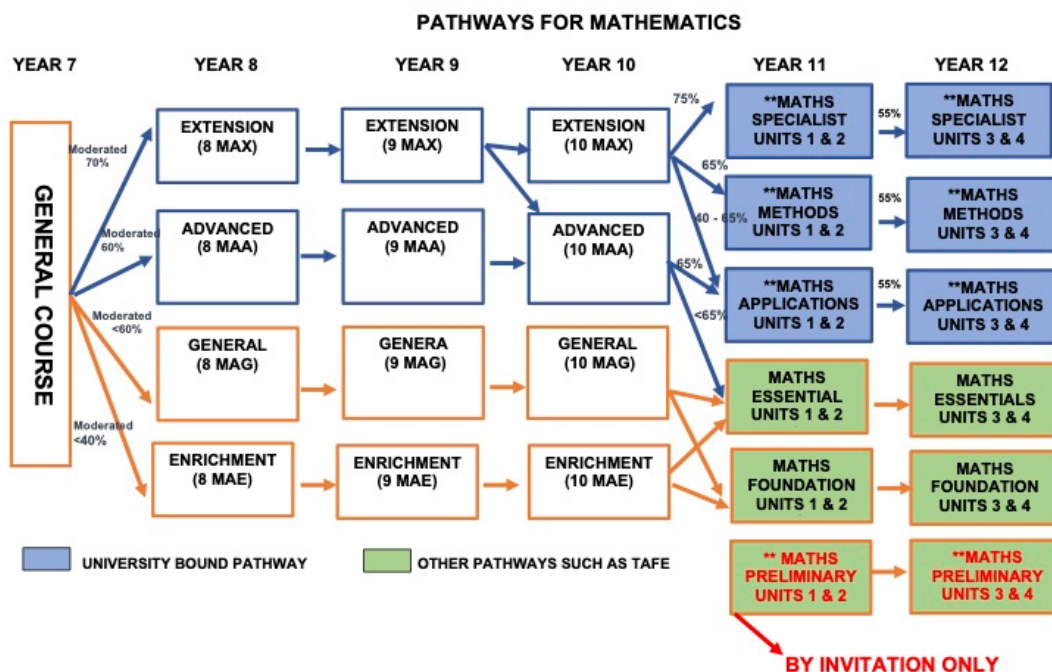 PATHWAYS FOR MATHEMATICS
YEAR 7
YEAR 8
YEAR 9
YEAR 10
YEAR 11
YEAR 12
GENERAL COURSE
Moderated
70%
Moderated
60%
Moderated
<60%
Moderated
<40%
EXTENSION
(8 MAX)
EXTENSION
(9 MAX)
EXTENSION
(10 MAX)
75%
65%
40 - 65%
**MATHS
SPECIALIST
UNITS 1 & 2
55%
**MATHS
SPECIALIST
UNITS 3 & 4
ADVANCED
(8 MAA)
ADVANCED
(9 MAA)
ADVANCED
(10 MAA)
65%
<65%
**MATHS
METHODS
UNITS 1 & 2
55%
**MATHS
METHODS
UNITS 3 & 4
**MATHS
APPLICATIONS
UNITS 1 & 2
55%
**MATHS
APPLICATIONS
UNITS 3 & 4
GENERAL
(8 MAG)
GENERA
(9 MAG)
GENERAL
(10 MAG)
MATHS
ESSENTIAL
UNITS 1 & 2
MATHS
ESSENTIALS
UNITS 3 & 4
ENRICHMENT
(8 MAE)
ENRICHMENT
(9 MAE)
ENRICHMENT
(10 MAE)
MATHS
FOUNDATION
UNITS 1 & 2
MATHS
FOUNDATION
UNITS 3 & 4
UNIVERSITY BOUND PATHWAY
OTHER PATHWAYS SUCH AS TAFE
** MATHS
PRELIMINARY
UNITS 1 & 2
**MATHS
PRELIMINARY
UNITS 3 & 4
BY INVITATION ONLY